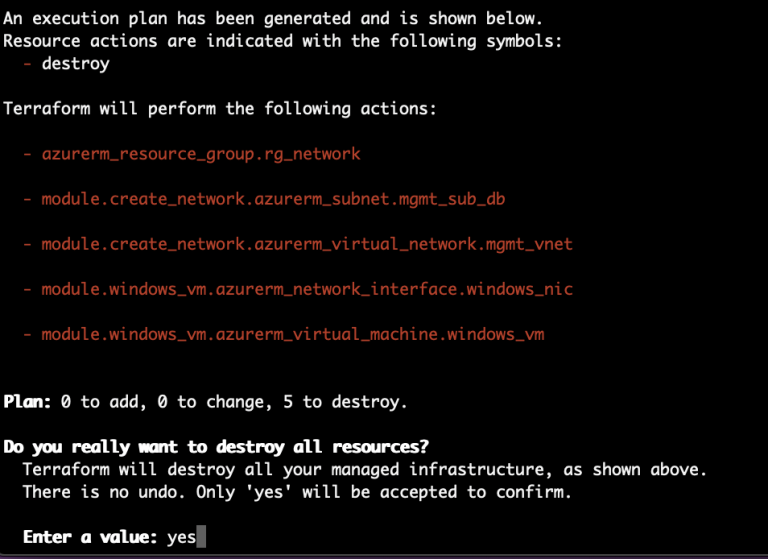 An execution plan has been generated and is shown below.
Resource actions are indicated with the following symbols:
- destroy
Terraform will perform the following actions:
- azurerm_resource_group.rg_network
- module.create_network.azurerm_subnet.mgmt_sub_db
- module.create_network.azurerm_virtual_network.mgmt_vnet
- module.windows_vm.azurerm_network_interface.windows_nic
- module.windows_vm.azurerm_virtual_machine.windows_vm
Plan: 0 to add, 0 to change, 5 to destroy.
Do you really want to destroy all resources?
Terraform will destroy all your managed infrastructure, as shown above.
There is no undo. Only 'yes' will be accepted to confirm.
Enter a value: yes